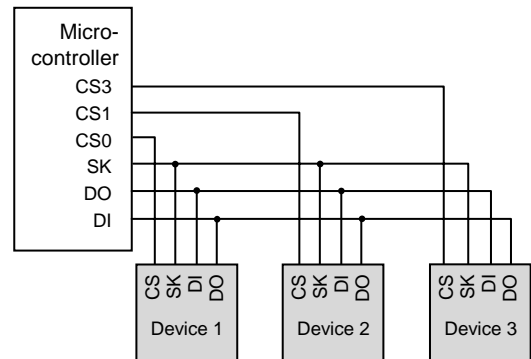 Micro-
controller
CS3
CS1
CS0
SK
DO
DI
CS SK DI DO
Device 1
CS SK DI DO
Device 2
CS SK DI DO
Device 3